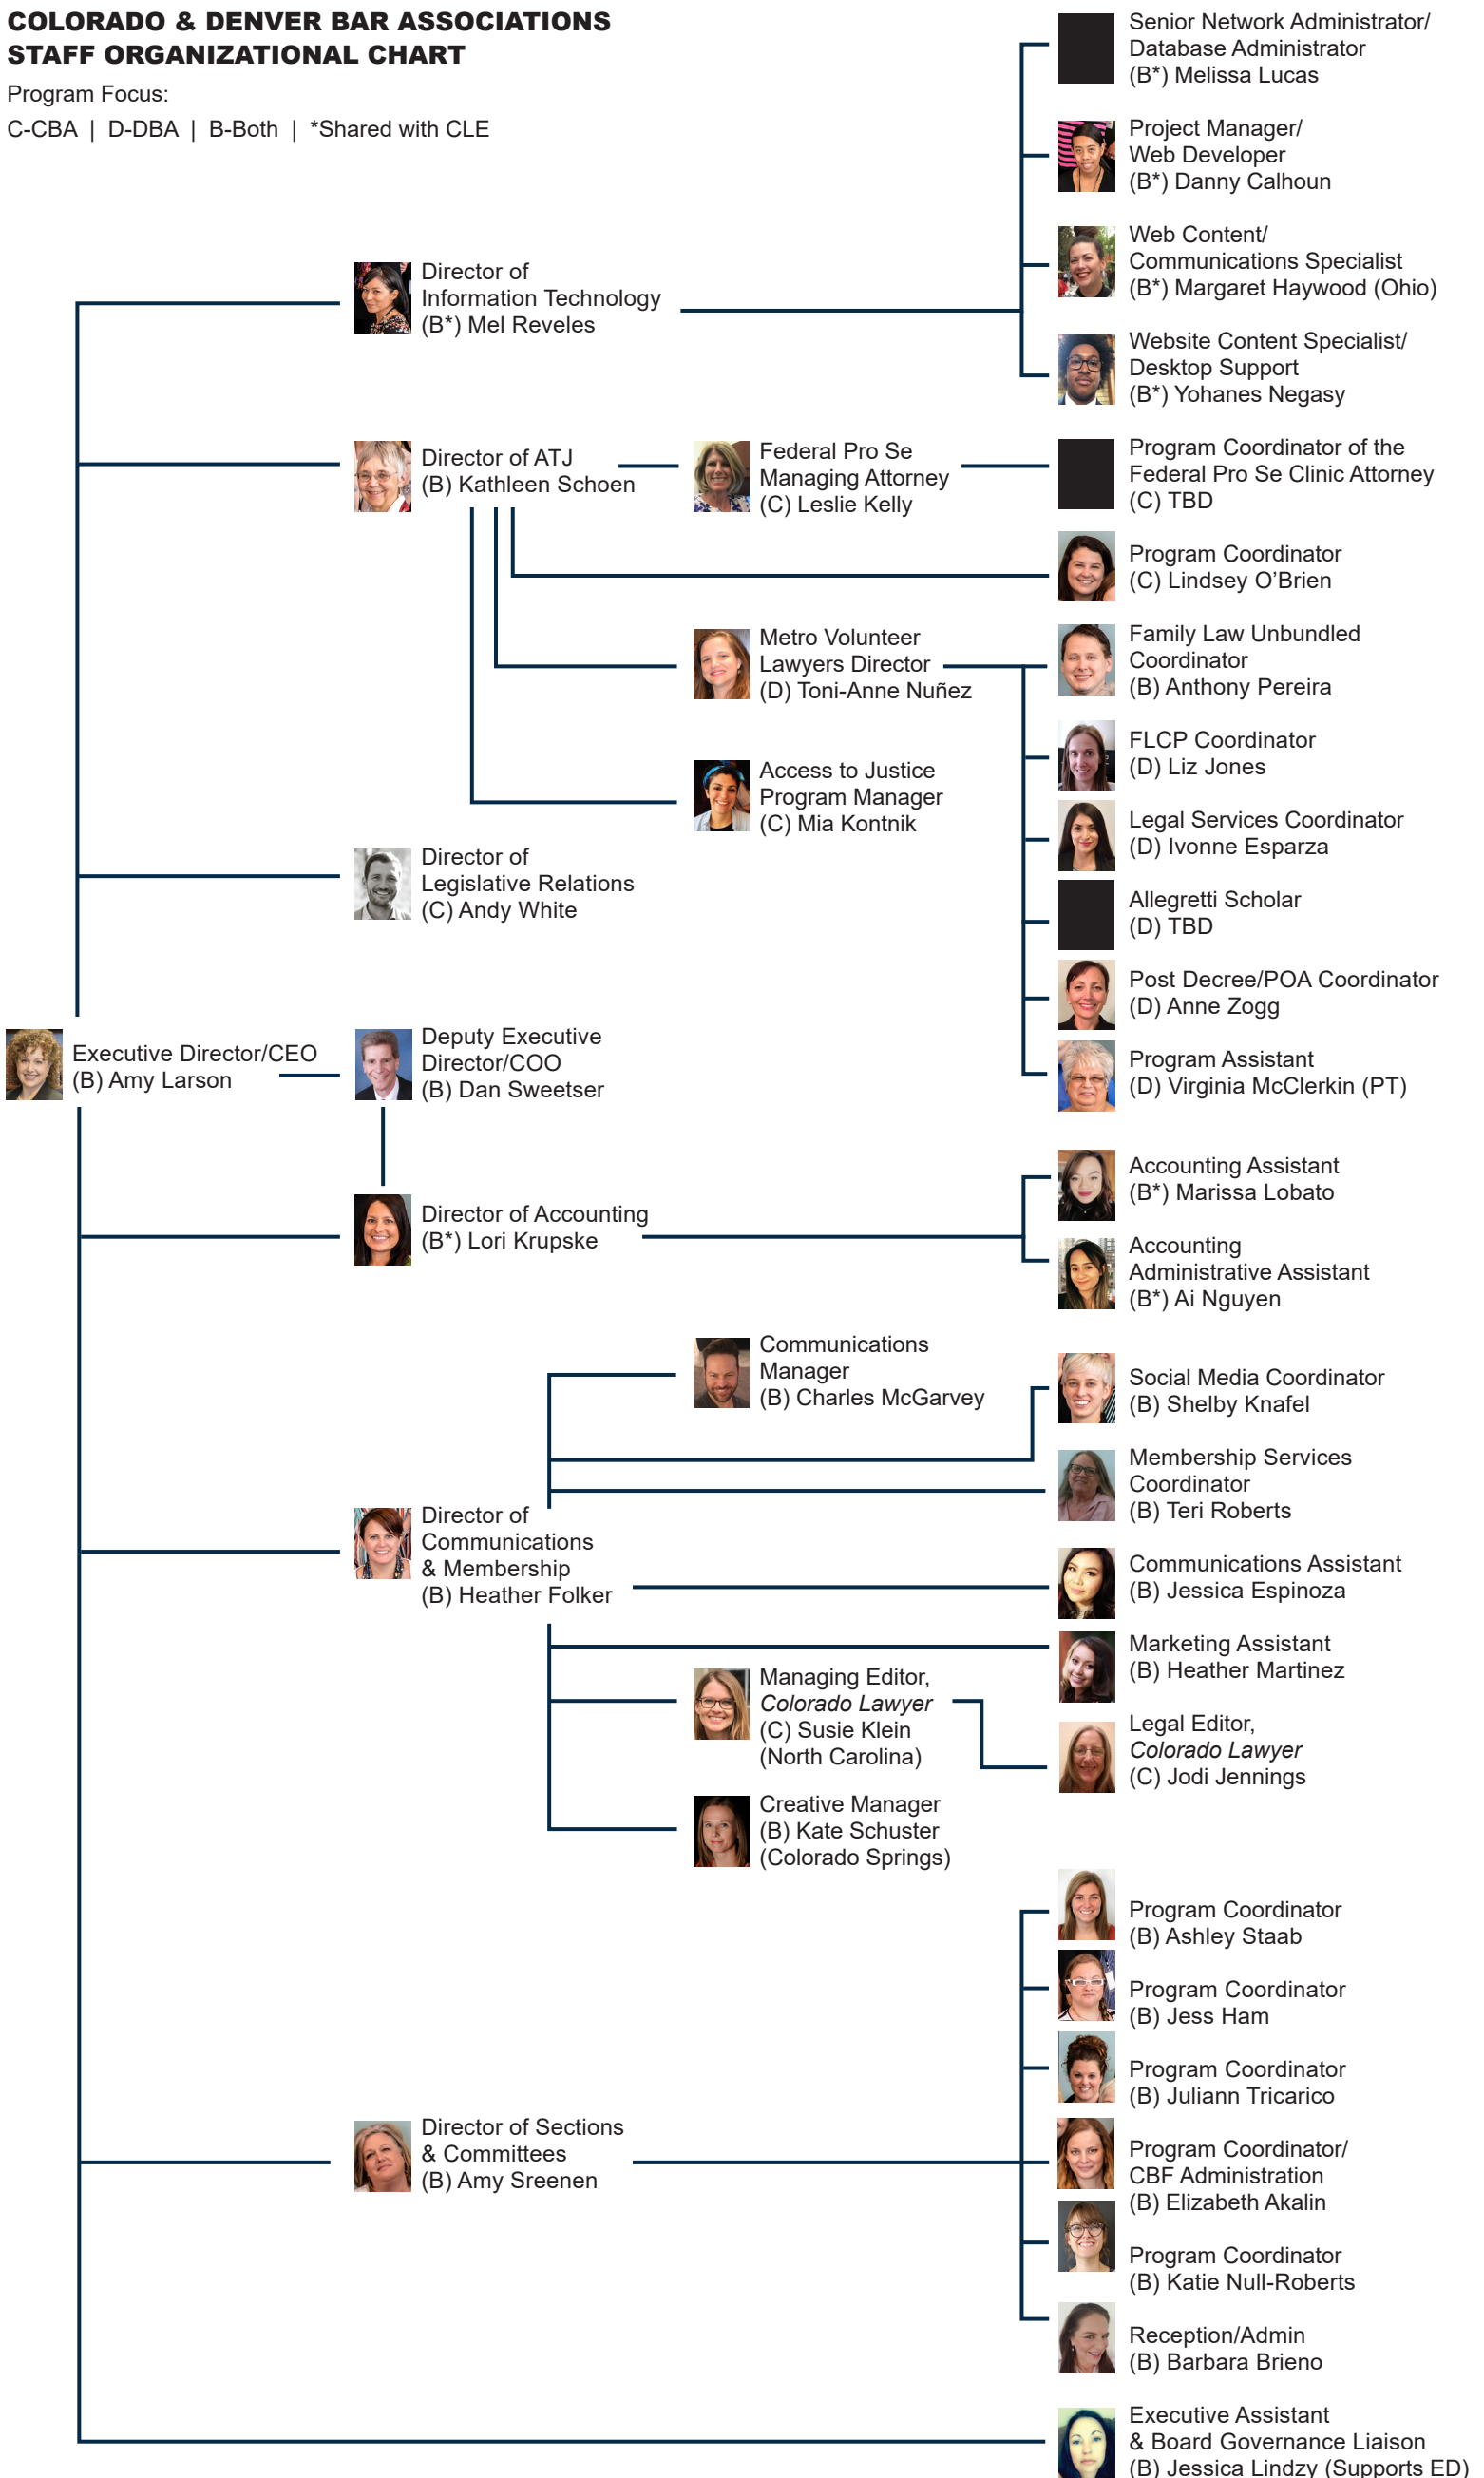 COLORADO & DENVER BAR ASSOCIATIONS
STAFF ORGANIZATIONAL CHART
Program Focus:
C-CBA | D-DBA | B-Both | *Shared with CLE
Senior Network Administrator/
Database Administrator
(B*) Melissa Lucas
Project Manager/
Web Developer
(B*) Danny Calhoun
Web Content/
Communications Specialist
(B*) Margaret Haywood (Ohio)
Director of
Information Technology
(B*) Mel Reveles
Website Content Specialist/
Desktop Support
(B*) Yohanes Negasy
Director of ATJ
(B) Kathleen Schoen
Federal Pro Se
Managing Attorney
(C) Leslie Kelly
Program Coordinator of the
Federal Pro Se Clinic Attorney
(C) TBD
Program Coordinator
(C) Lindsey O’Brien
Metro Volunteer
Lawyers Director
(D) Toni-Anne Nuñez
Family Law Unbundled
Coordinator
(B) Anthony Pereira
FLCP Coordinator
(D) Liz Jones
Access to Justice
Program Manager
(C) Mia Kontnik
Legal Services Coordinator
(D) Ivonne Esparza
Director of
Legislative Relations
(C) Andy White
Allegretti Scholar
(D) TBD
Post Decree/POA Coordinator
(D) Anne Zogg
Executive Director/CEO
(B) Amy Larson
Deputy Executive
Director/COO
(B) Dan Sweetser
Program Assistant
(D) Virginia McClerkin (PT)
Director of Accounting
(B*) Lori Krupske
Accounting Assistant
(B*) Marissa Lobato
Accounting
Administrative Assistant
(B*) Ai Nguyen
Communications
Manager
(B) Charles McGarvey
Social Media Coordinator
(B) Shelby Knafel
Membership Services
Coordinator
(B) Teri Roberts
Director of
Communications
& Membership
(B) Heather Folker
Communications Assistant
(B) Jessica Espinoza
Marketing Assistant
(B) Heather Martinez
Managing Editor,
Colorado Lawyer
(C) Susie Klein
(North Carolina)
Legal Editor,
Colorado Lawyer
(C) Jodi Jennings
Creative Manager
(B) Kate Schuster
(Colorado Springs)
Program Coordinator
(B) Ashley Staab
Program Coordinator
(B) Jess Ham
Program Coordinator
(B) Juliann Tricarico
Director of Sections
& Committees
(B) Amy Sreenen
Program Coordinator/
CBF Administration
(B) Elizabeth Akalin
Program Coordinator
(B) Katie Null-Roberts
Reception/Admin
(B) Barbara Brieno
Executive Assistant
& Board Governance Liaison
(B) Jessica Lindzy (Supports ED)